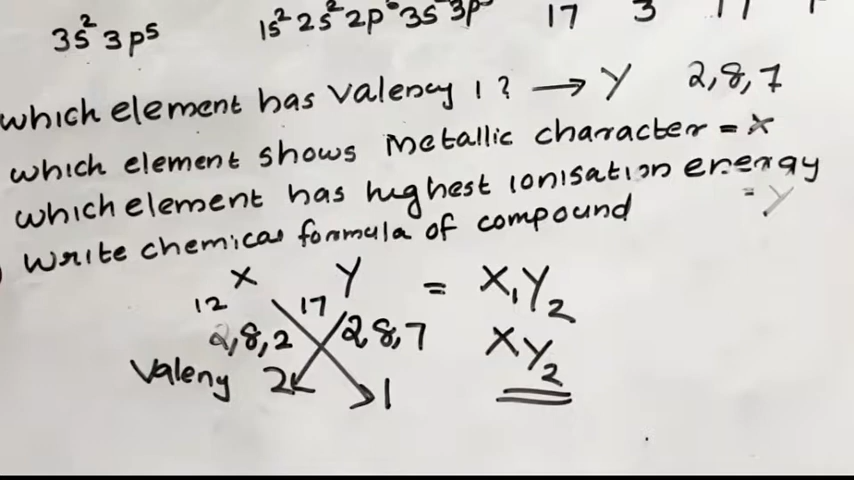 3s² 3p⁵ 1s² 2s² 2p⁶ 3s 3p 17 3 17
which element has valency 1? → Y 2,8,7
which element shows metallic character = X
which element has highest ionisation energy = Y
write chemical formula of compound
X Y = X₁Y₂
12 17
2,8,2 2 8,7 XY₂
Valeny 2 1